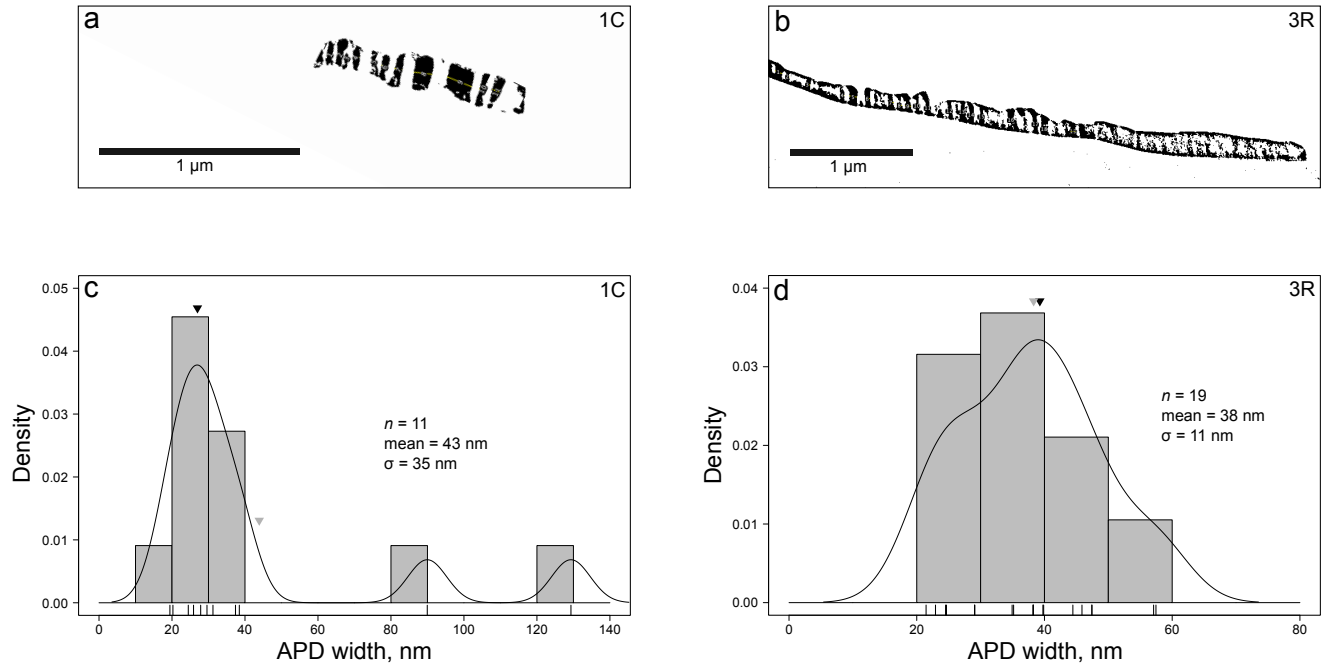 a
1C
1 μm
b
3R
1 μm
c
1C
0.05
0.04
0.03
0.02
0.01
0.00
Density
n = 11
mean = 43 nm
σ = 35 nm
0 20 40 60 80 100 120 140
APD width, nm
d
3R
0.04
0.03
0.02
0.01
0.00
Density
n = 19
mean = 38 nm
σ = 11 nm
0 20 40 60 80
APD width, nm